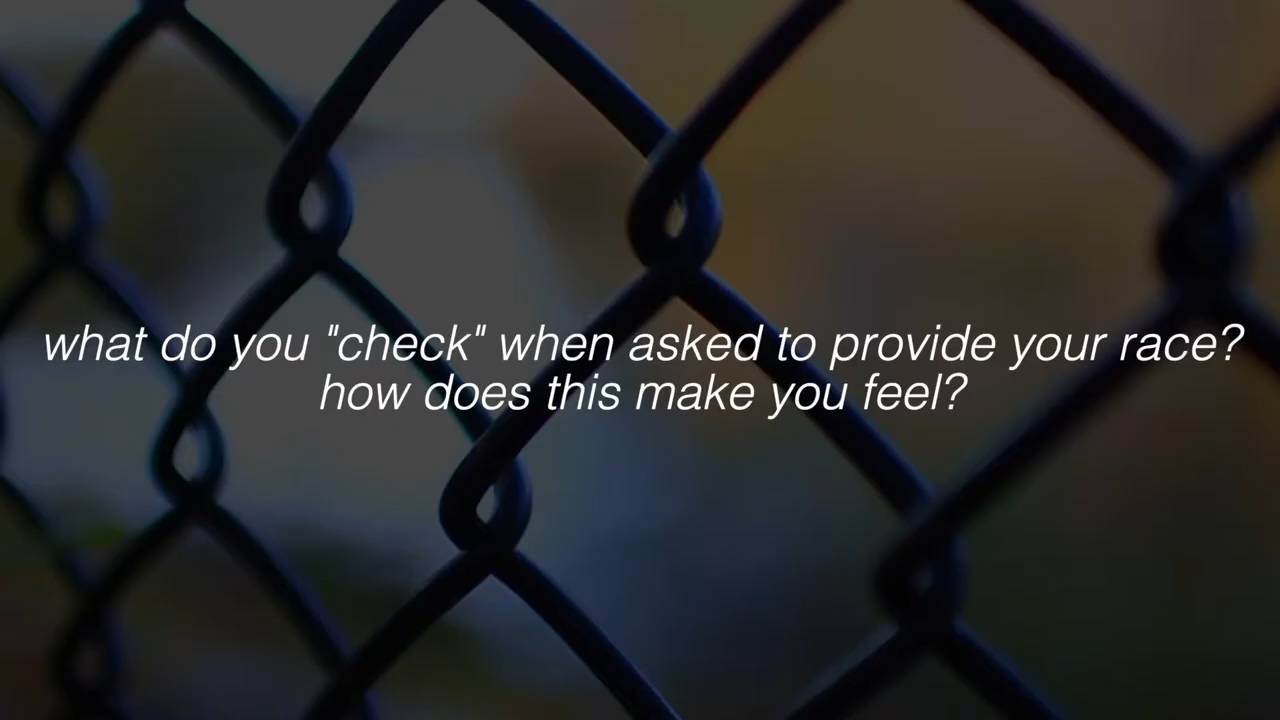 what do you "check" when asked to provide your race?
how does this make you feel?